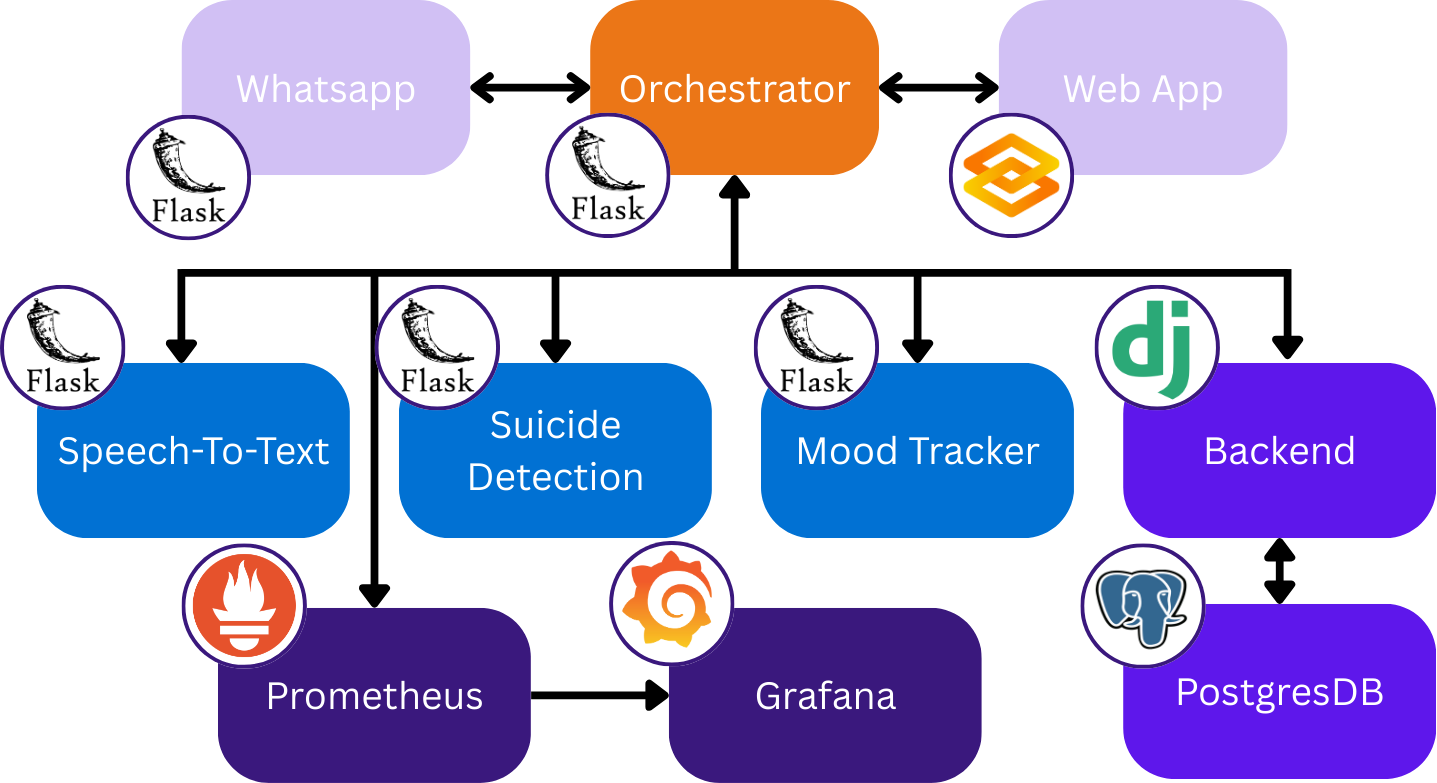 Whatsapp
Orchestrator
Web App
Flask
Flask
Flask
Flask
Flask
dj
Speech-To-Text
Suicide
Detection
Mood Tracker
Backend
Prometheus
Grafana
PostgresDB